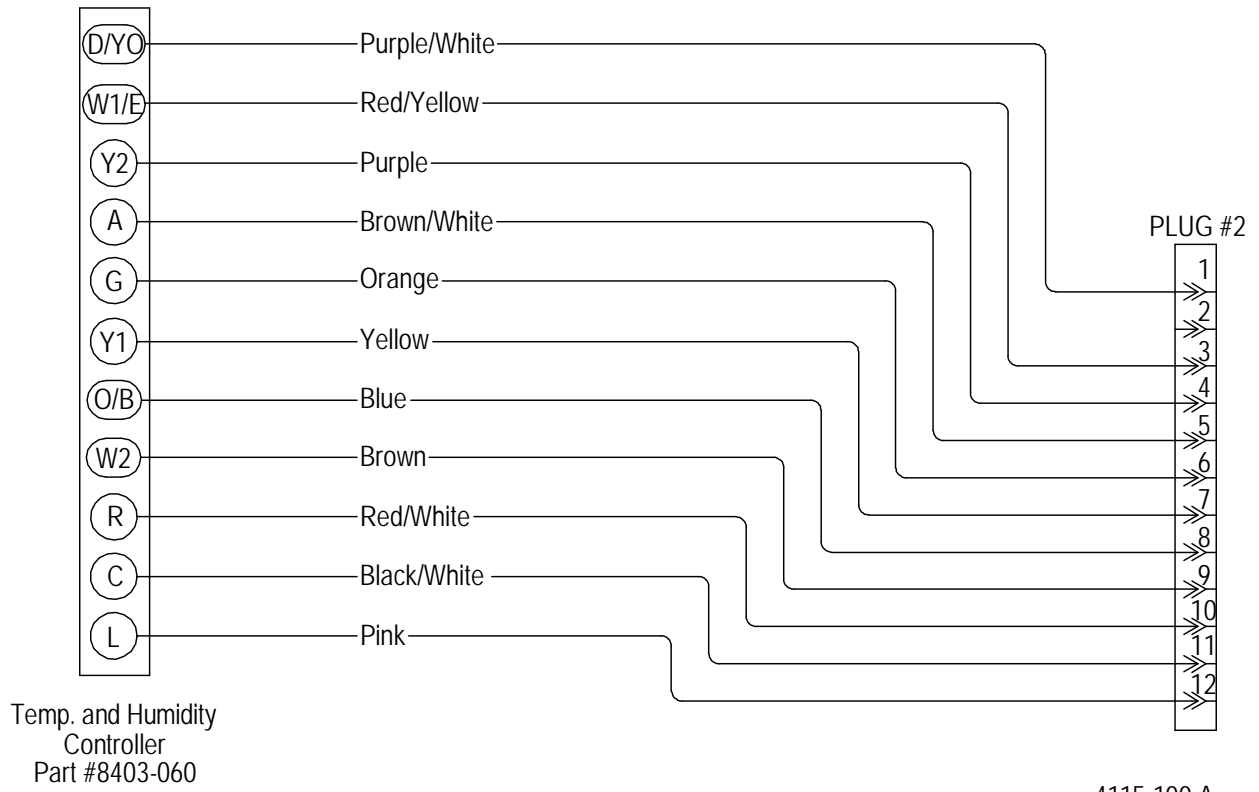 D/YO Purple/White
W1/E Red/Yellow
Y2 Purple
A Brown/White
PLUG #2
G Orange
1
2
Y1 Yellow
3
4
O/B Blue
5
W2 Brown
6
7
R Red/White
8
9
C Black/White
10
L Pink
11
12
Temp. and Humidity
Controller
Part #8403-060